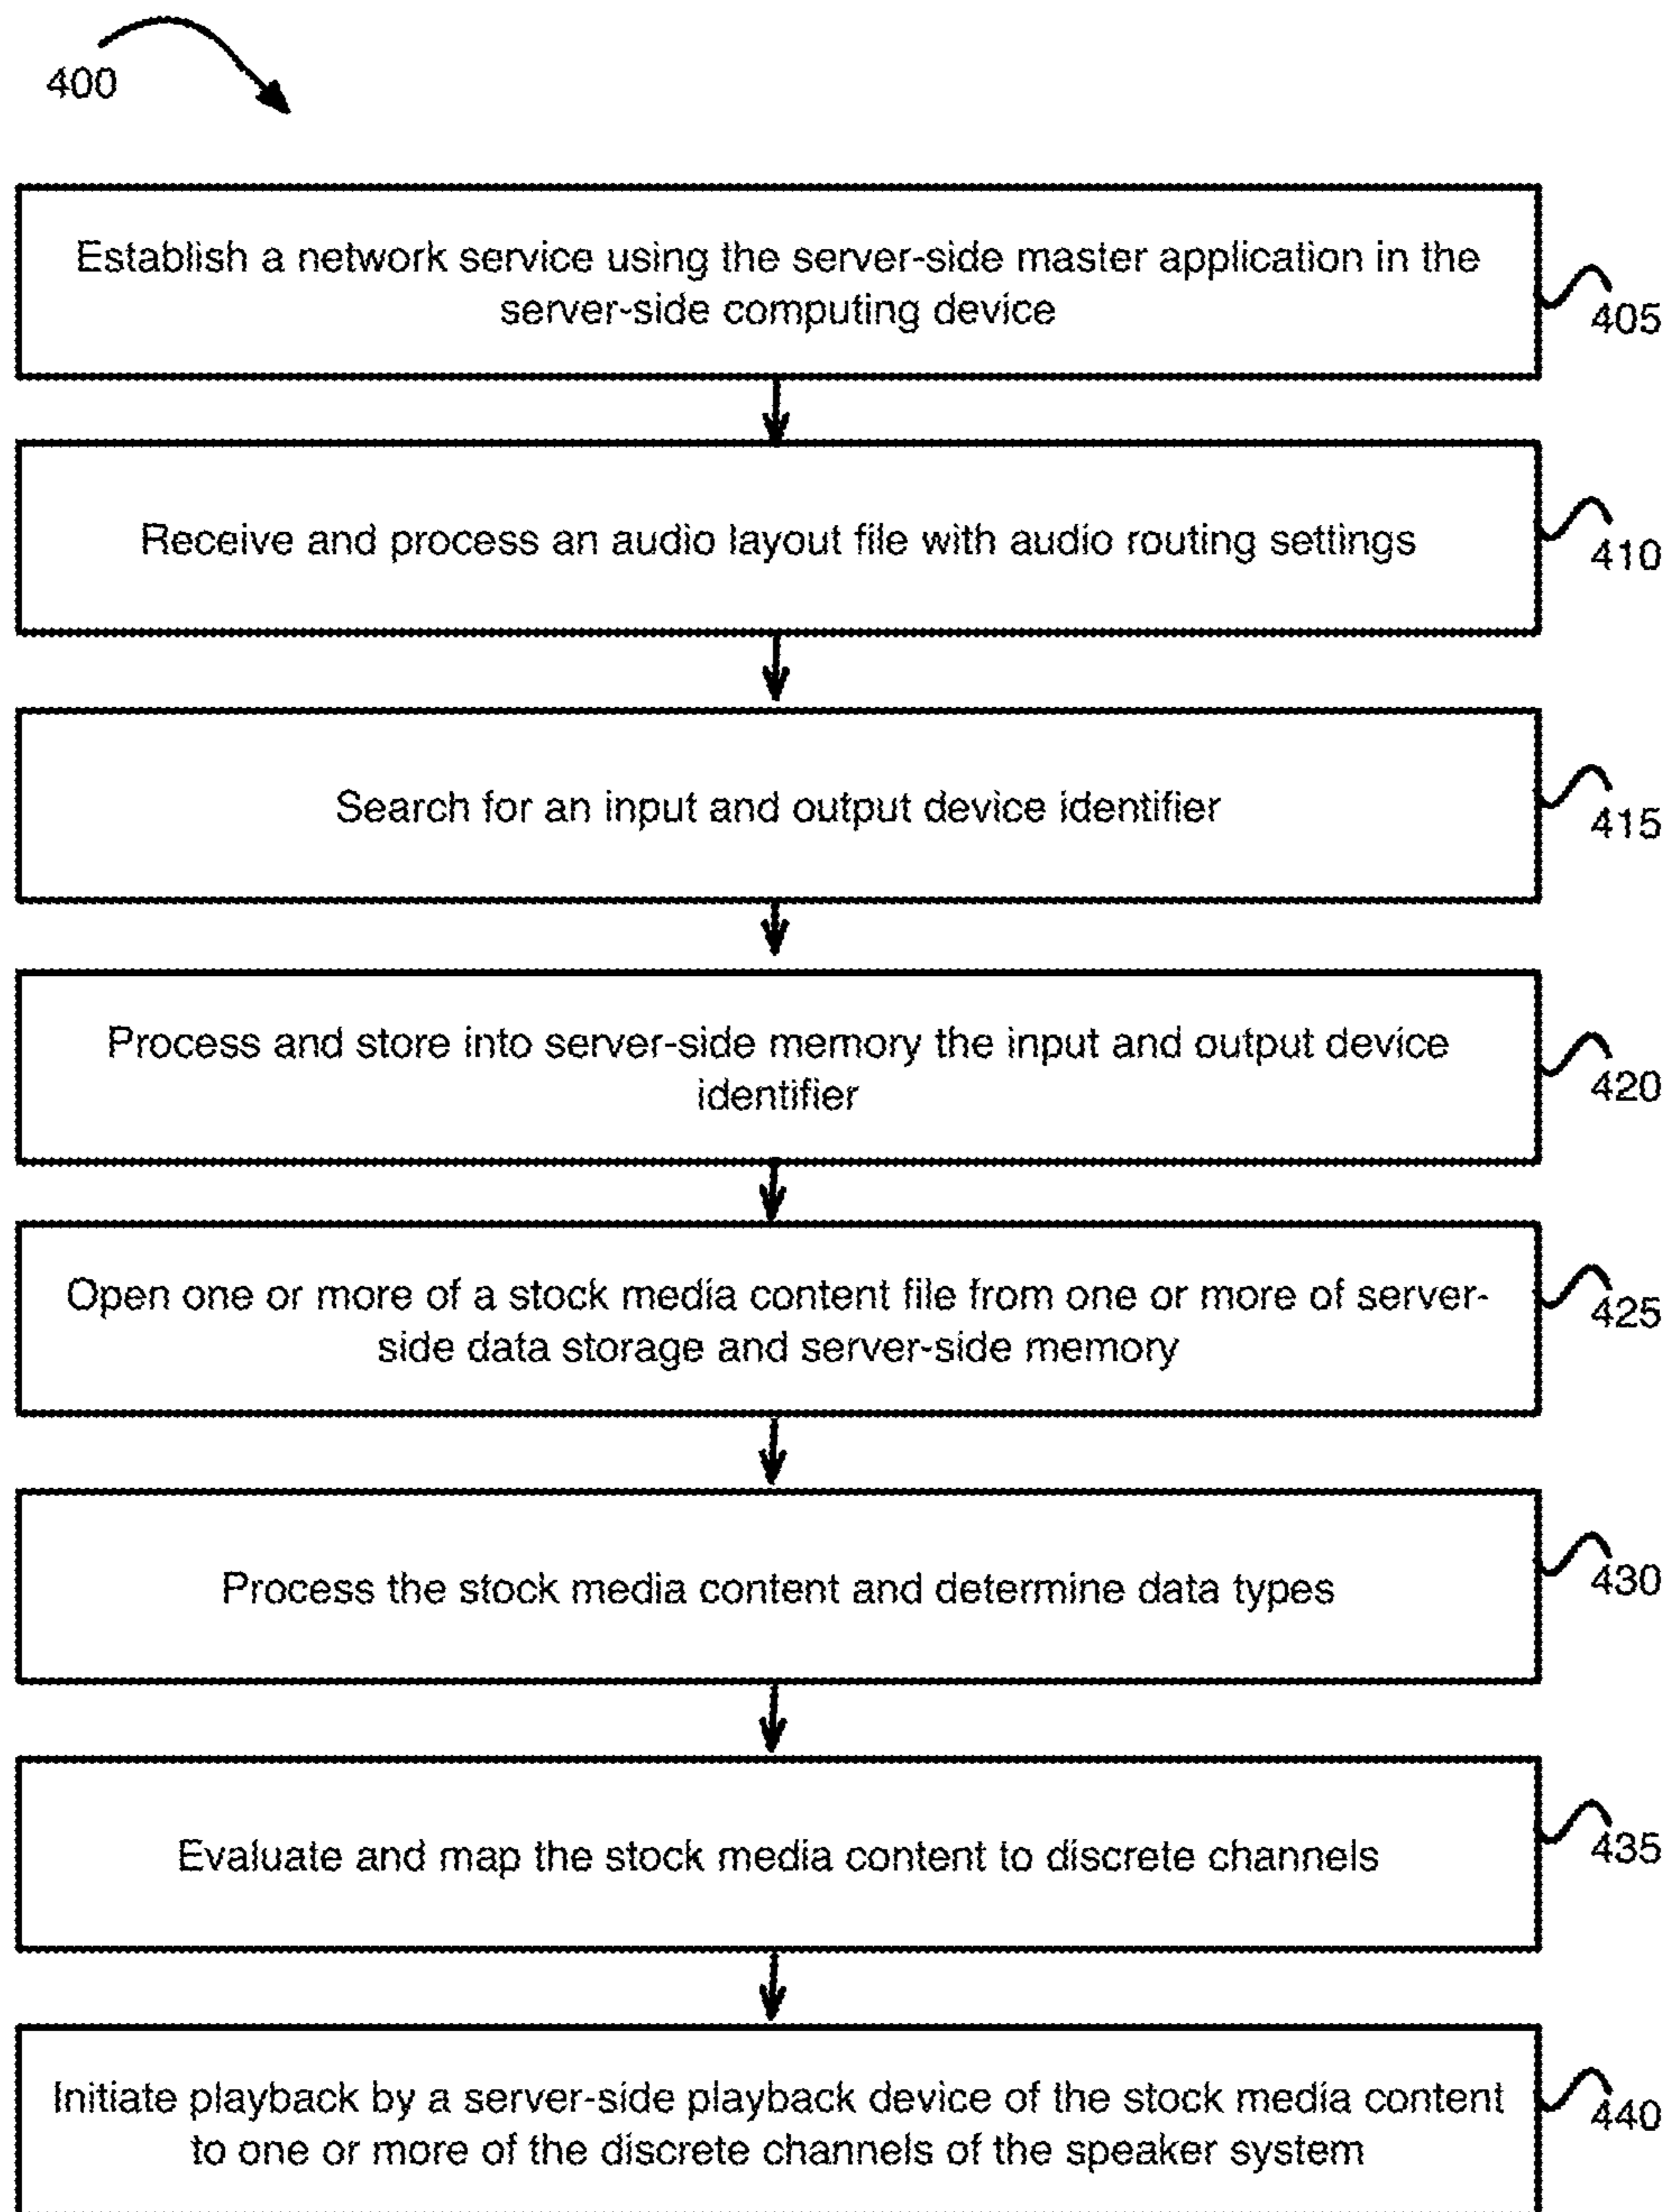 400
Establish a network service using the server-side master application in the
server-side computing device
405
Receive and process an audio layout file with audio routing settings
410
Search for an input and output device identifier
415
Process and store into server-side memory the input and output device
identifier
420
Open one or more of a stock media content file from one or more of server-
side data storage and server-side memory
425
Process the stock media content and determine data types
430
Evaluate and map the stock media content to discrete channels
435
Initiate playback by a server-side playback device of the stock media content
to one or more of the discrete channels of the speaker system
440